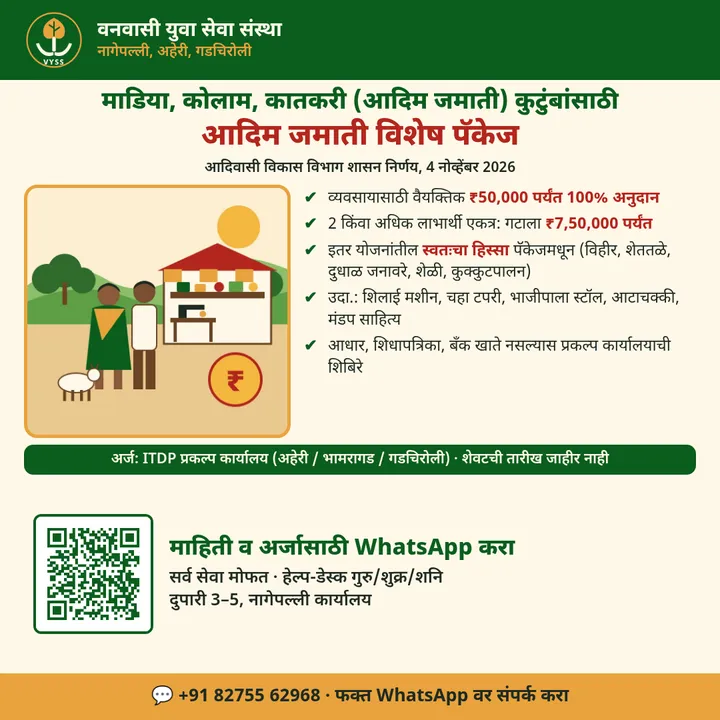 वनवासी युवा सेवा संस्था
नागेपल्ली, अहेरी, गडचिरोली
VYSS
माडिया, कोलाम, कातकरी (आदिम जमाती) कुटुंबांसाठी
आदिम जमाती विशेष पॅकेज
आदिवासी विकास विभाग शासन निर्णय, 4 नोव्हेंबर 2026
✔ व्यवसायासाठी वैयक्तिक ₹50,000 पर्यंत 100% अनुदान
✔ 2 किंवा अधिक लाभार्थी एकत्र: गटाला ₹7,50,000 पर्यंत
✔ इतर योजनांतील स्वतःचा हिस्सा पॅकेजमधून (विहीर, शेततळे,
दुधाळ जनावरे, शेळी, कुक्कुटपालन)
✔ उदा.: शिलाई मशीन, चहा टपरी, भाजीपाला स्टॉल, आटाचक्की,
मंडप साहित्य
✔ आधार, शिधापत्रिका, बँक खाते नसल्यास प्रकल्प कार्यालयाची
शिबिरे
₹
अर्ज: ITDP प्रकल्प कार्यालय (अहेरी / भामरागड / गडचिरोली) · शेवटची तारीख जाहीर नाही
माहिती व अर्जासाठी WhatsApp करा
सर्व सेवा मोफत · हेल्प-डेस्क गुरु/शुक्र/शनि
दुपारी 3–5, नागेपल्ली कार्यालय
💬 +91 82755 62968 · फक्त WhatsApp वर संपर्क करा